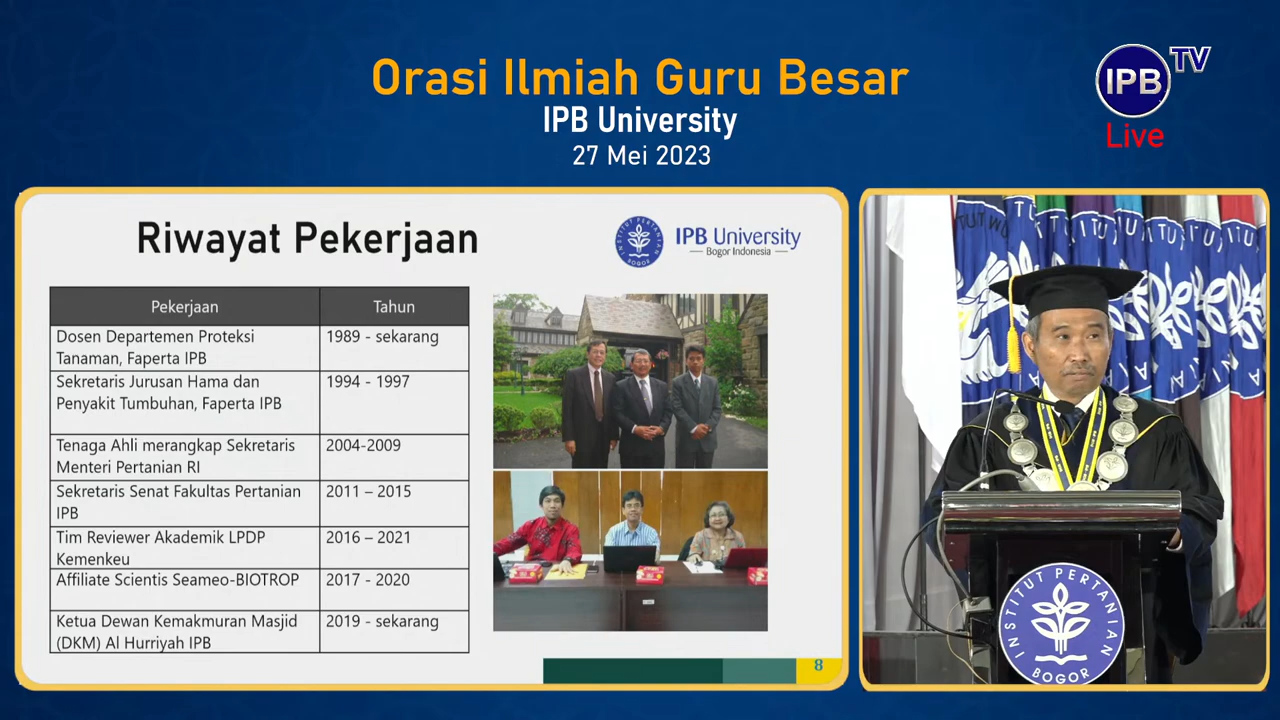 Orasi Ilmiah Guru Besar
IPB University
27 Mei 2023
IPB TV
Live
Riwayat Pekerjaan
INSTITUT PERTANIAN BOGOR
IPB University
Bogor Indonesia
Pekerjaan Tahun
Dosen Departemen Proteksi 1989 - sekarang
Tanaman, Faperta IPB
Sekretaris Jurusan Hama dan 1994 - 1997
Penyakit Tumbuhan, Faperta IPB
Tenaga Ahli merangkap Sekretaris 2004-2009
Menteri Pertanian RI
Sekretaris Senat Fakultas Pertanian 2011 – 2015
IPB
Tim Reviewer Akademik LPDP 2016 – 2021
Kemenkeu
Affiliate Scientis Seameo-BIOTROP 2017 - 2020
Ketua Dewan Kemakmuran Masjid 2019 - sekarang
(DKM) Al Hurriyah IPB
8
INSTITUT PERTANIAN
BOGOR